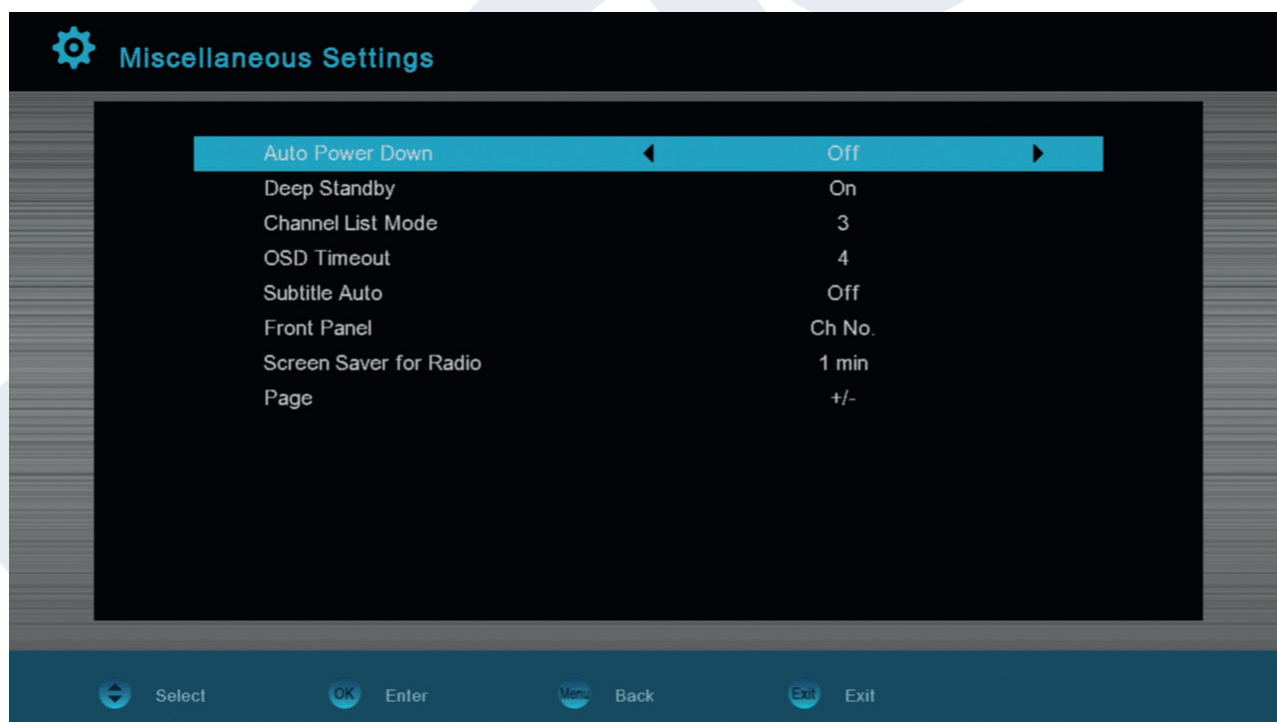 Miscellaneous Settings
Auto Power Down Off
Deep Standby On
Channel List Mode 3
OSD Timeout 4
Subtitle Auto Off
Front Panel Ch No.
Screen Saver for Radio 1 min
Page +/-
Select OK Enter Menu Back Exit Exit